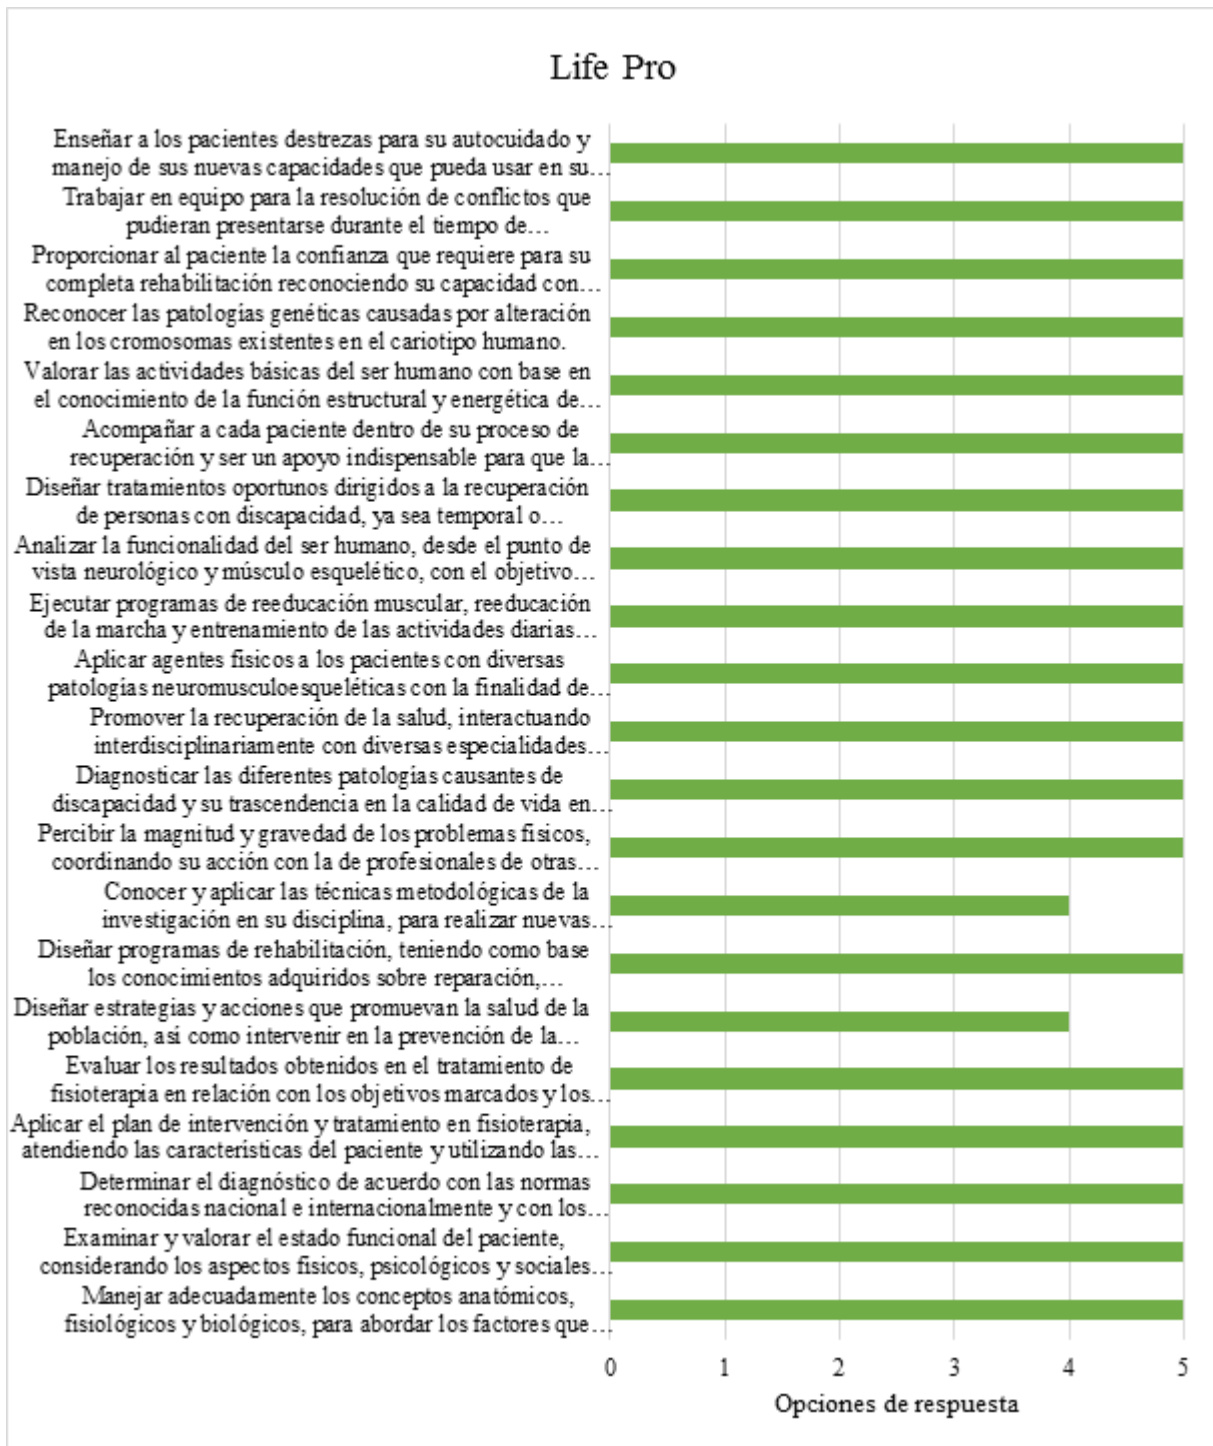 Life Pro
Enseñar a los pacientes destrezas para su autocuidado y
manejo de sus nuevas capacidades que pueda usar en su…
Trabajar en equipo para la resolución de conflictos que
pudieran presentarse durante el tiempo de…
Proporcionar al paciente la confianza que requiere para su
completa rehabilitación reconociendo su capacidad con…
Reconocer las patologías genéticas causadas por alteración
en los cromosomas existentes en el cariotipo humano.
Valorar las actividades básicas del ser humano con base en
el conocimiento de la función estructural y energética de…
Acompañar a cada paciente dentro de su proceso de
recuperación y ser un apoyo indispensable para que la…
Diseñar tratamientos oportunos dirigidos a la recuperación
de personas con discapacidad, ya sea temporal o…
Analizar la funcionalidad del ser humano, desde el punto de
vista neurológico y músculo esquelético, con el objetivo…
Ejecutar programas de reeducación muscular, reeducación
de la marcha y entrenamiento de las actividades diarias…
Aplicar agentes físicos a los pacientes con diversas
patologías neuromusculoesqueléticas con la finalidad de…
Promover la recuperación de la salud, interactuando
interdisciplinariamente con diversas especialidades…
Diagnosticar las diferentes patologías causantes de
discapacidad y su trascendencia en la calidad de vida en…
Percibir la magnitud y gravedad de los problemas físicos,
coordinando su acción con la de profesionales de otras…
Conocer y aplicar las técnicas metodológicas de la
investigación en su disciplina, para realizar nuevas…
Diseñar programas de rehabilitación, teniendo como base
los conocimientos adquiridos sobre reparación,…
Diseñar estrategias y acciones que promuevan la salud de la
población, así como intervenir en la prevención de la…
Evaluar los resultados obtenidos en el tratamiento de
fisioterapia en relación con los objetivos marcados y los…
Aplicar el plan de intervención y tratamiento en fisioterapia,
atendiendo las características del paciente y utilizando las…
Determinar el diagnóstico de acuerdo con las normas
reconocidas nacional e internacionalmente y con los…
Examinar y valorar el estado funcional del paciente,
considerando los aspectos físicos, psicológicos y sociales…
Manejar adecuadamente los conceptos anatómicos,
fisiológicos y biológicos, para abordar los factores que…
0 1 2 3 4 5
Opciones de respuesta